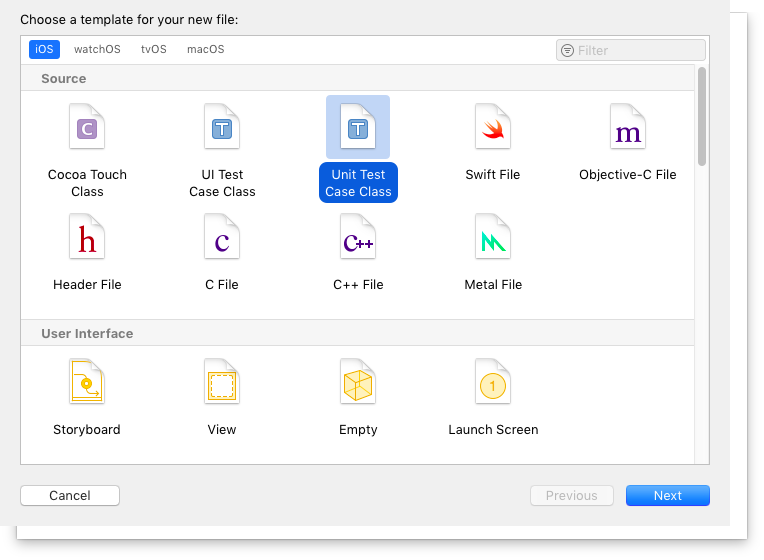 Choose a template for your new file:
iOS watchOS tvOS macOS Filter
Source
C T T m
Cocoa Touch Class
UI Test Case Class
Unit Test Case Class
Swift File
Objective-C File
h c C++
Header File
C File
C++ File
Metal File
User Interface
1
Storyboard
View
Empty
Launch Screen
Cancel Previous Next